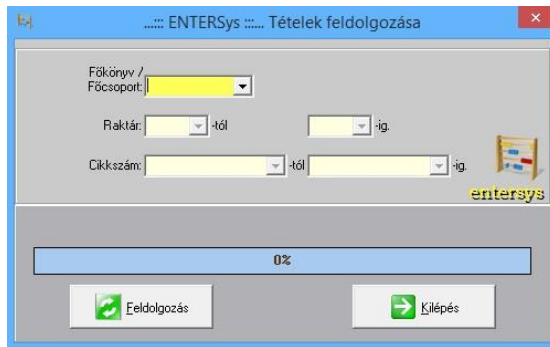 ...::: ENTERSys :::... Tételek feldolgozása
Főkönyv /
Főcsoport:
Raktár: -tól -ig.
Cikkszám: -tól -ig.
entersys
0%
Feldolgozás Kilépés